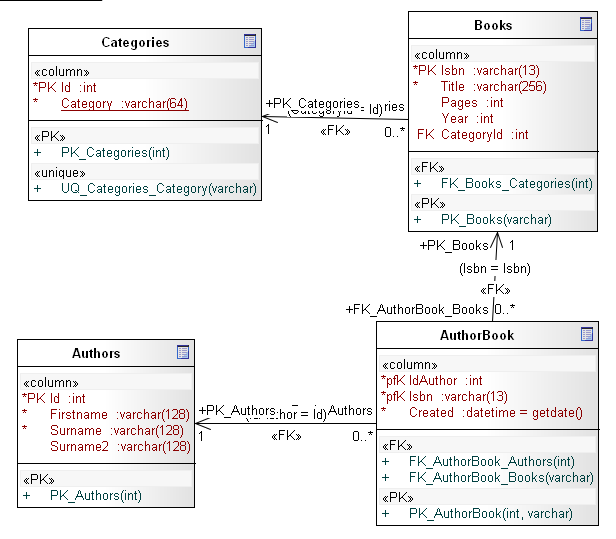 Categories
«column»
*PK Id :int
* Category :varchar(64)
«PK»
+ PK_Categories(int)
«unique»
+ UQ_Categories_Category(varchar)
Books
«column»
*PK Isbn :varchar(13)
* Title :varchar(256)
Pages :int
Year :int
FK CategoryId :int
«FK»
+ FK_Books_Categories(int)
«PK»
+ PK_Books(varchar)
+PK_Categories
= Id)ries
1
«FK»
0..*
+PK_Books
1
(Isbn = Isbn)
«FK»
+FK_AuthorBook_Books
0..*
Authors
«column»
*PK Id :int
* Firstname :varchar(128)
* Surname :varchar(128)
Surname2 :varchar(128)
«PK»
+ PK_Authors(int)
+PK_Authors
= Id)Authors
1
«FK»
0..*
AuthorBook
«column»
*pfK IdAuthor :int
*pfK Isbn :varchar(13)
* Created :datetime = getdate()
«FK»
+ FK_AuthorBook_Authors(int)
+ FK_AuthorBook_Books(varchar)
«PK»
+ PK_AuthorBook(int, varchar)